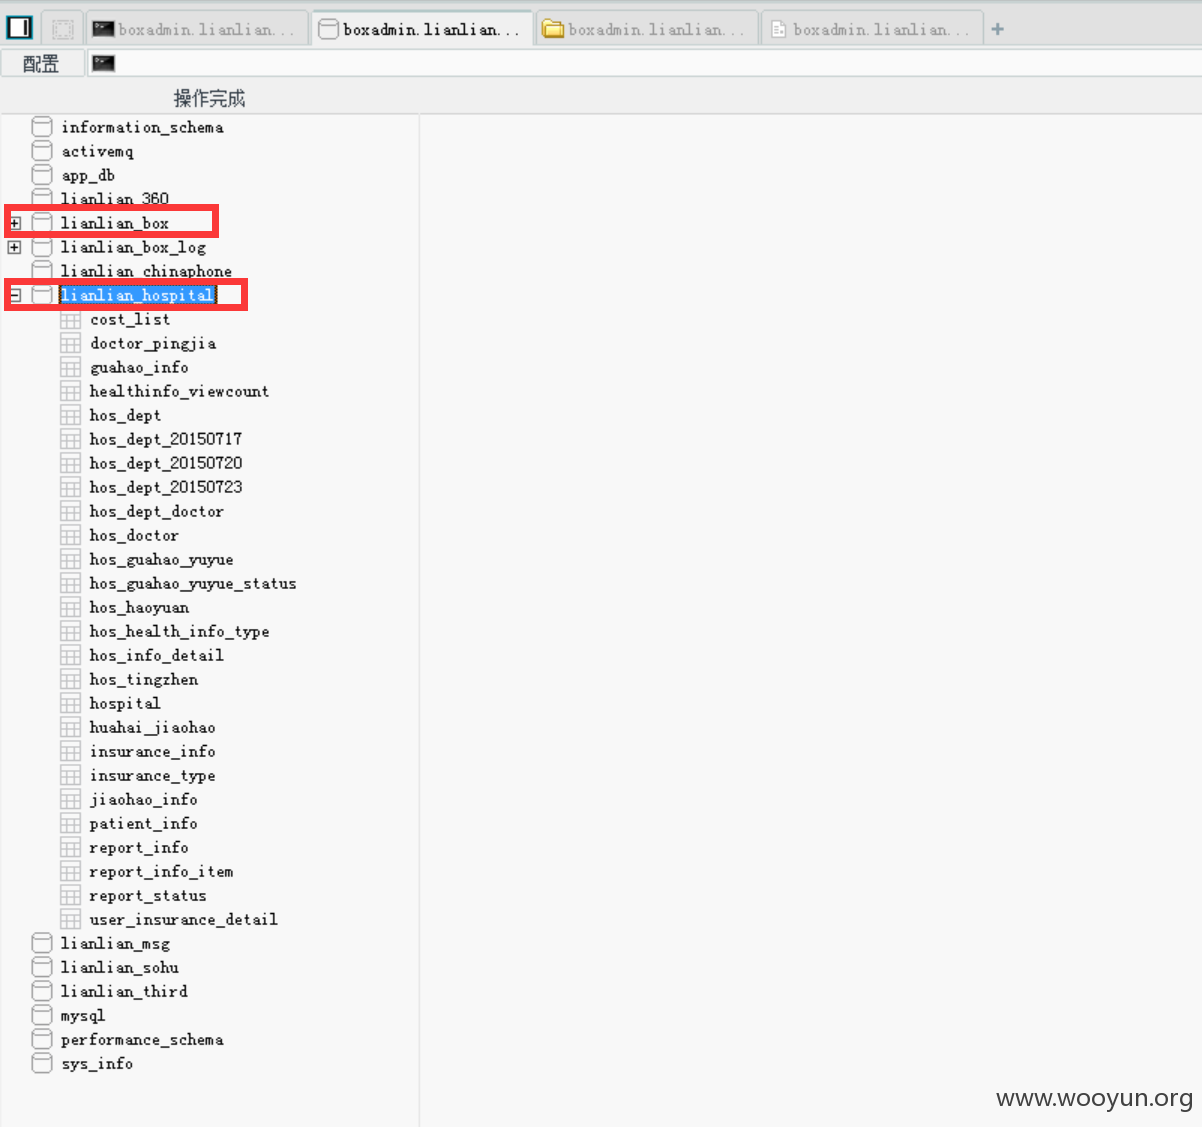 boxadmin.lianlian... boxadmin.lianlian... boxadmin.lianlian... boxadmin.lianlian...
配置
操作完成
information_schema
activemq
app_db
lianlian_360
lianlian_box
lianlian_box_log
lianlian_chinaphone
lianlian_hospital
cost_list
doctor_pingjia
guahao_info
healthinfo_viewcount
hos_dept
hos_dept_20150717
hos_dept_20150720
hos_dept_20150723
hos_dept_doctor
hos_doctor
hos_guahao_yuyue
hos_guahao_yuyue_status
hos_haoyuan
hos_health_info_type
hos_info_detail
hos_tingzhen
hospital
huahai_jiaohao
insurance_info
insurance_type
jiaohao_info
patient_info
report_info
report_info_item
report_status
user_insurance_detail
lianlian_msg
lianlian_sohu
lianlian_third
mysql
performance_schema
sys_info
www.wooyun.org